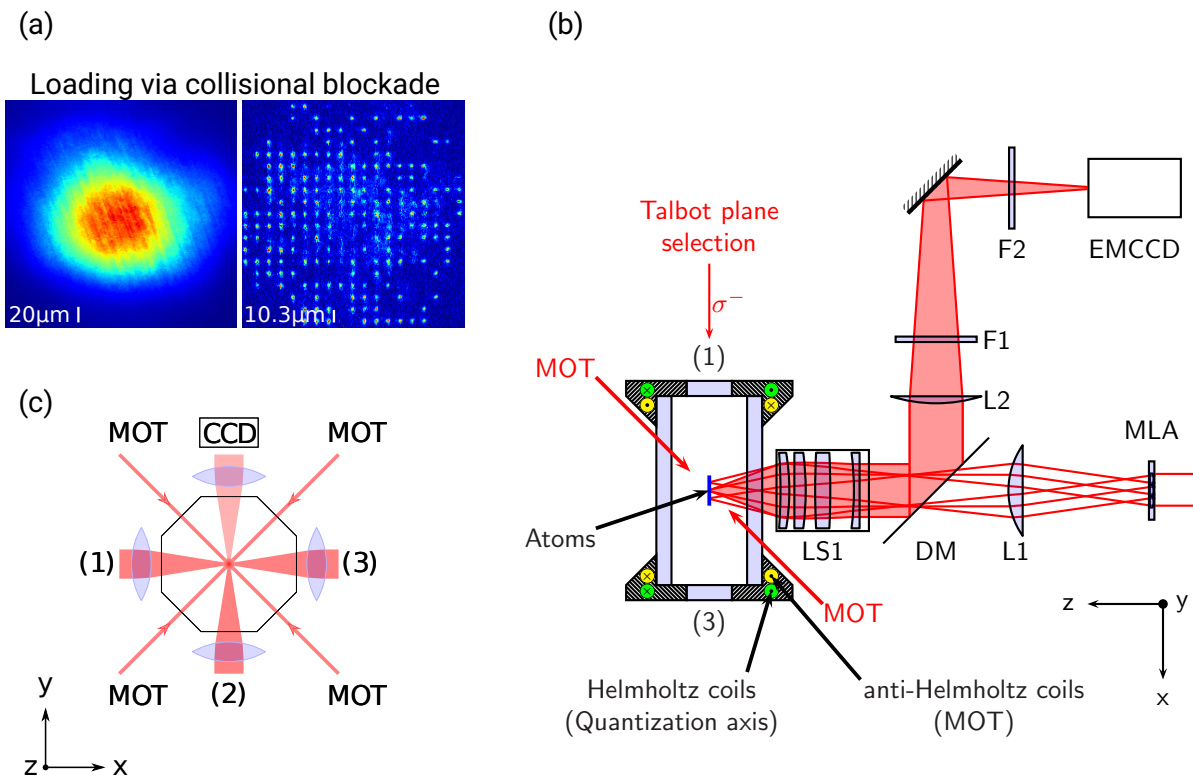 (a)
Loading via collisional blockade
20µm
10.3µm
(b)
Talbot plane
selection
σ⁻
(1)
MOT
Atoms
(3)
MOT
LS1
DM
L1
MLA
L2
F1
F2
EMCCD
z
y
x
Helmholtz coils
(Quantization axis)
anti-Helmholtz coils
(MOT)
(c)
MOT
CCD
MOT
(1)
(3)
MOT
(2)
MOT
y
z
x